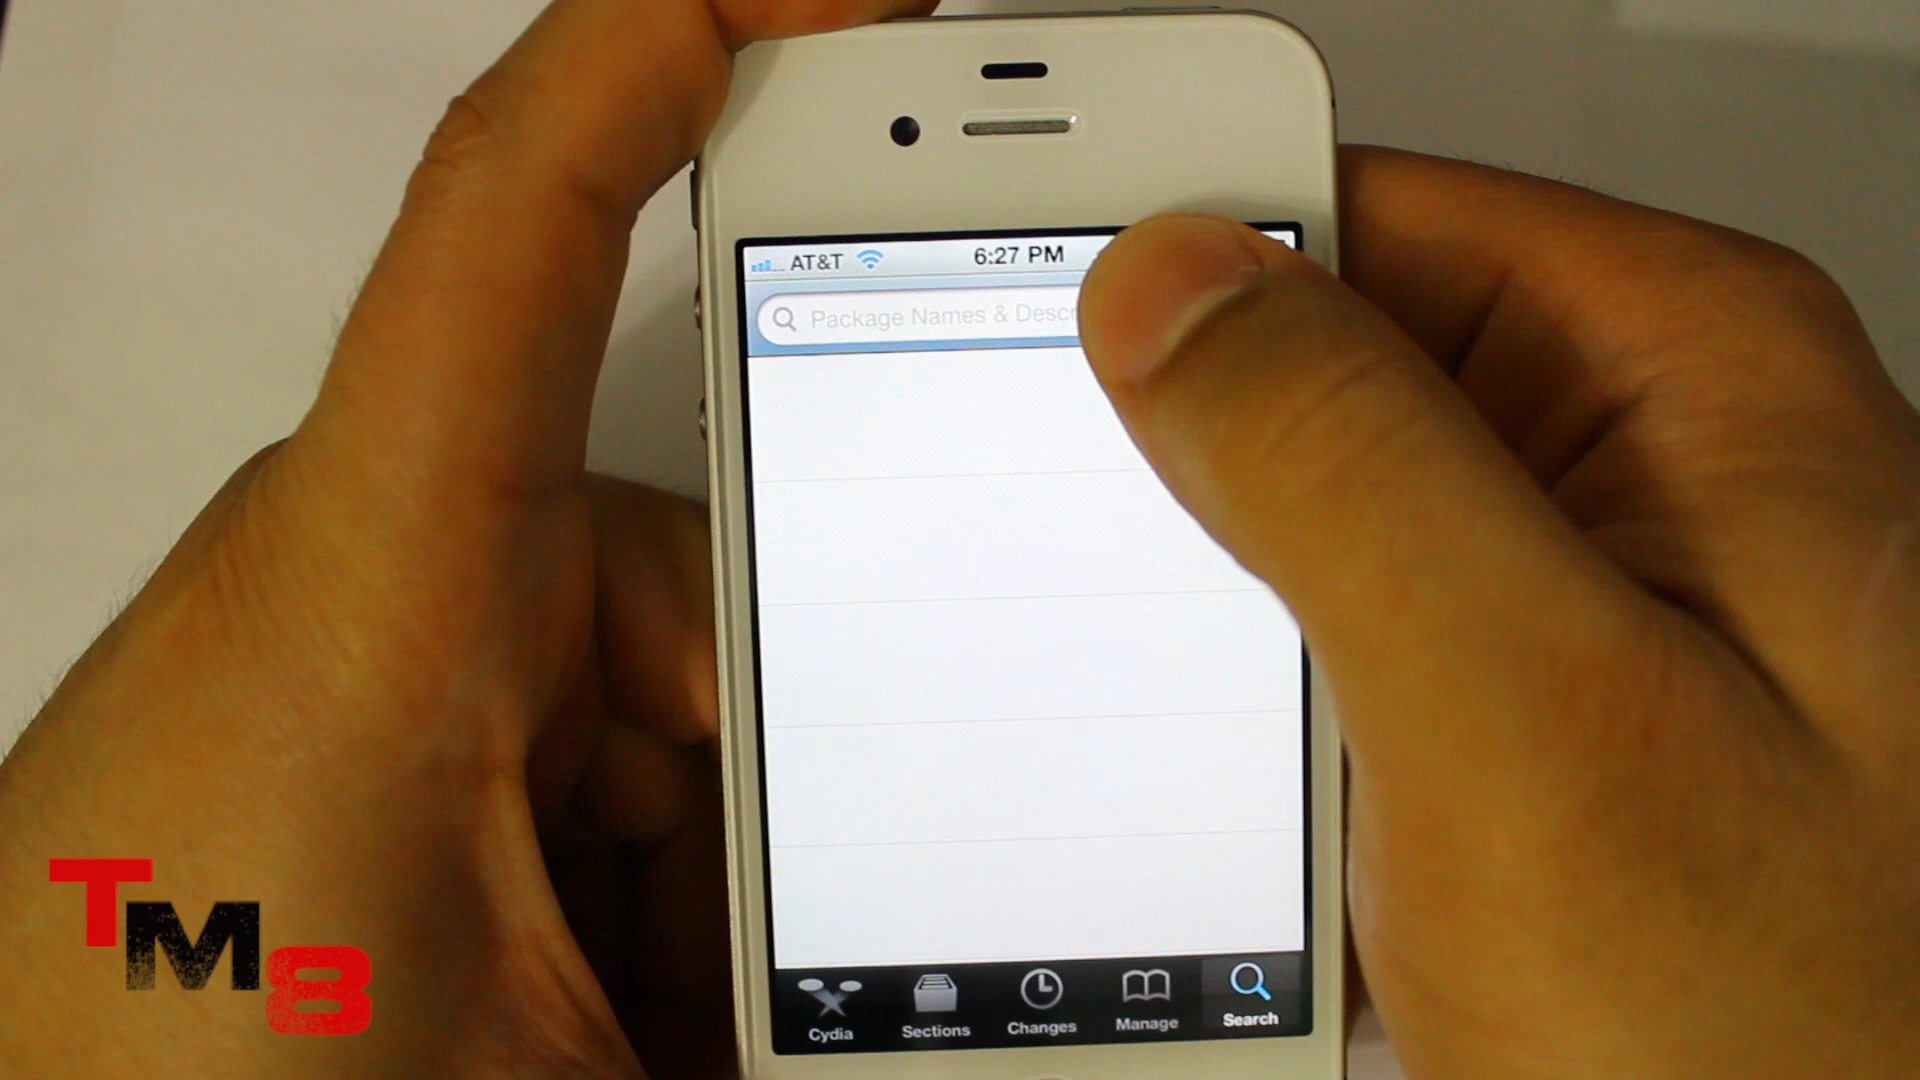 AT&T 6:27 PM
Package Names & Descr
Cydia Sections Changes Manage Search
TM8